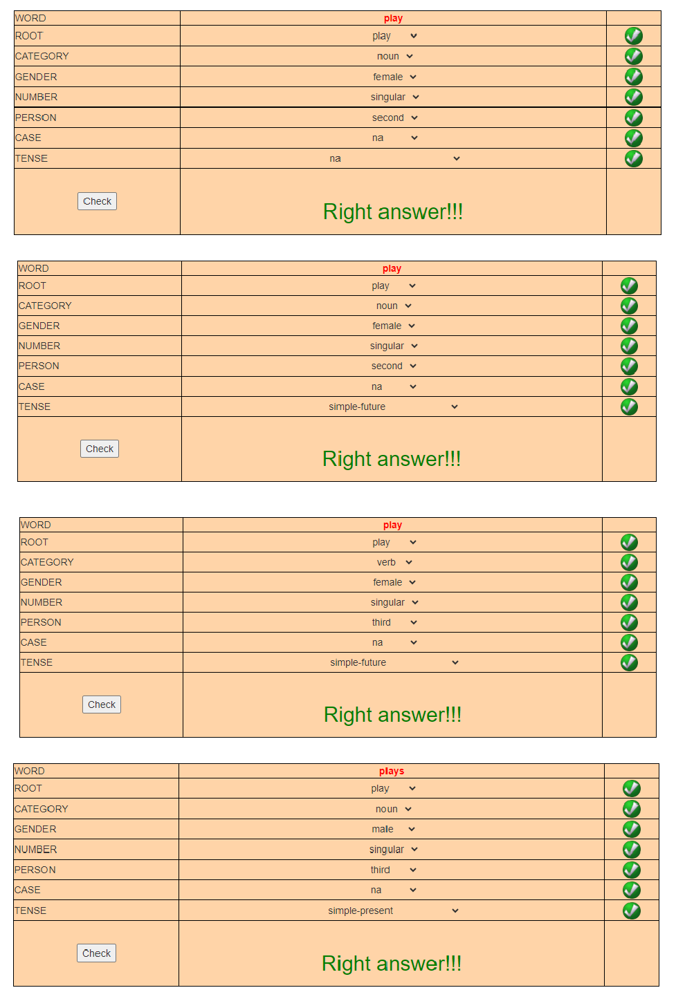 WORD play
ROOT play
CATEGORY noun
GENDER female
NUMBER singular
PERSON second
CASE na
TENSE na
Check Right answer!!!
WORD play
ROOT play
CATEGORY noun
GENDER female
NUMBER singular
PERSON second
CASE na
TENSE simple-future
Check Right answer!!!
WORD play
ROOT play
CATEGORY verb
GENDER female
NUMBER singular
PERSON third
CASE na
TENSE simple-future
Check Right answer!!!
WORD plays
ROOT play
CATEGORY noun
GENDER male
NUMBER singular
PERSON third
CASE na
TENSE simple-present
Check Right answer!!!